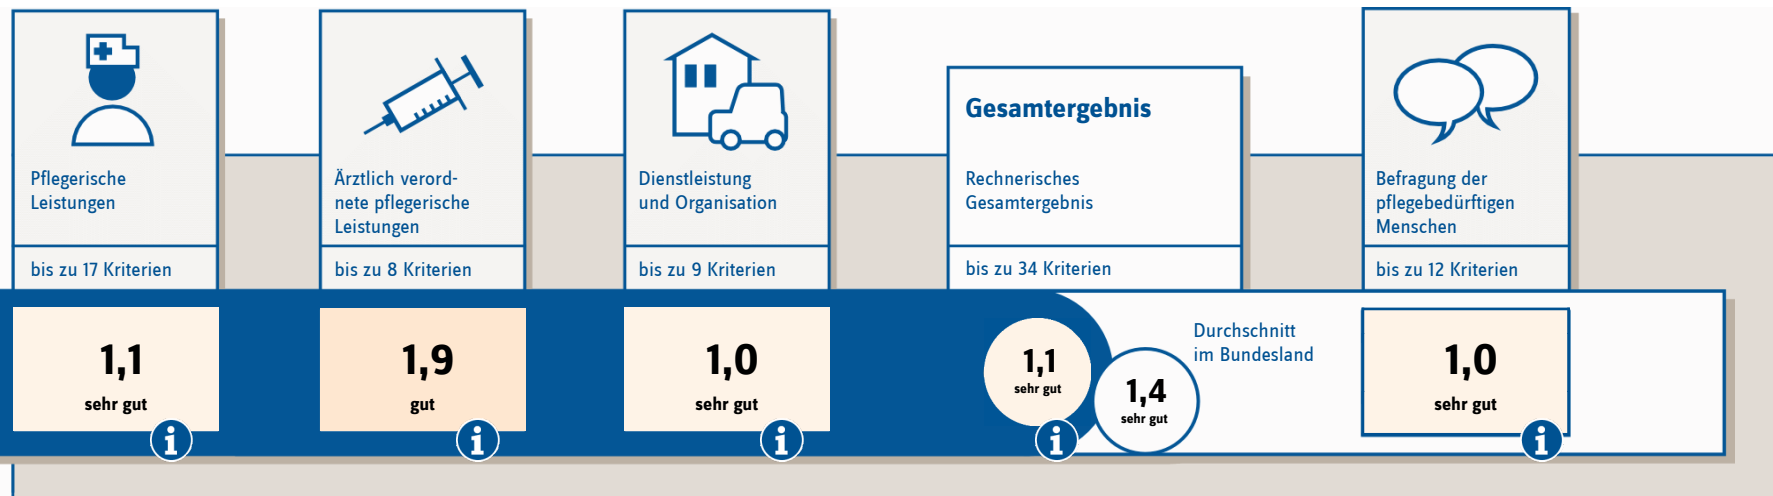 Pflegerische
Leistungen
bis zu 17 Kriterien
1,1
sehr gut
i
Ärztlich verord-
nete pflegerische
Leistungen
bis zu 8 Kriterien
1,9
gut
i
Dienstleistung
und Organisation
bis zu 9 Kriterien
1,0
sehr gut
i
Gesamtergebnis
Rechnerisches
Gesamtergebnis
bis zu 34 Kriterien
1,1
sehr gut
i
1,4
sehr gut
Durchschnitt
im Bundesland
Befragung der
pflegebedürftigen
Menschen
bis zu 12 Kriterien
1,0
sehr gut
i